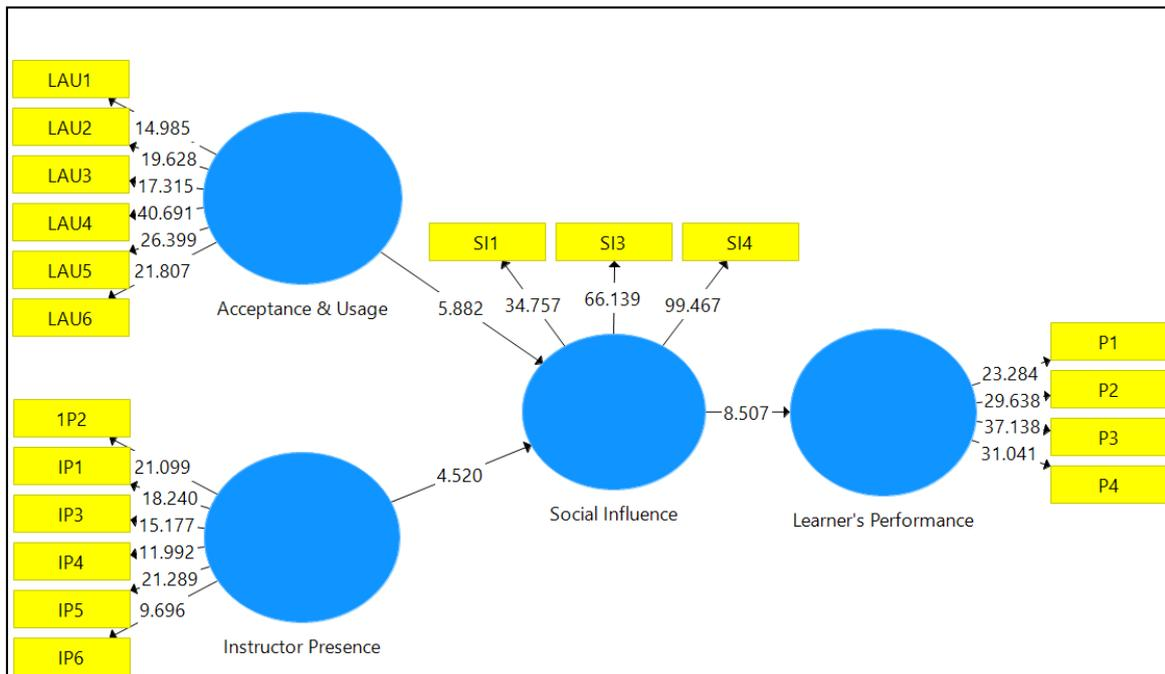 LAU1
LAU2
LAU3
LAU4
LAU5
LAU6
14.985
19.628
17.315
40.691
26.399
21.807
Acceptance & Usage
5.882
SI1
SI3
SI4
34.757
66.139
99.467
1P2
IP1
IP3
IP4
IP5
IP6
21.099
18.240
15.177
11.992
21.289
9.696
Instructor Presence
4.520
Social Influence
8.507
Learner's Performance
23.284
29.638
37.138
31.041
P1
P2
P3
P4